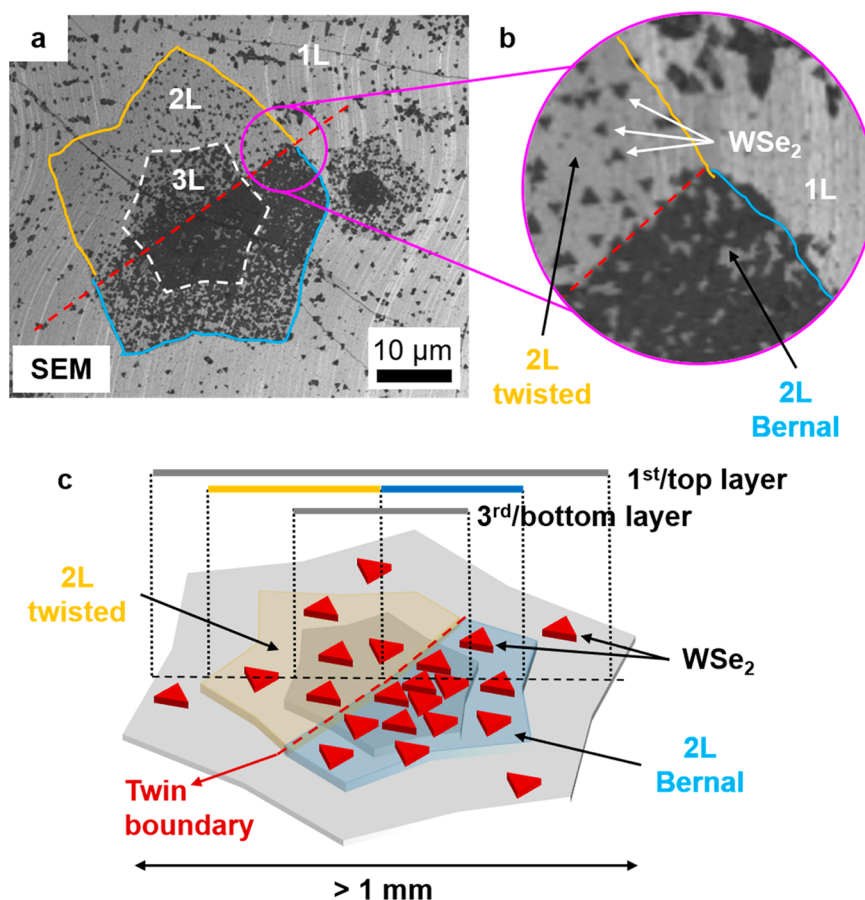 a
1L
2L
3L
SEM
10 µm
b
WSe₂
1L
2L
twisted
2L
Bernal
c
1ˢᵗ/top layer
3ʳᵈ/bottom layer
2L
twisted
WSe₂
2L
Bernal
Twin
boundary
> 1 mm